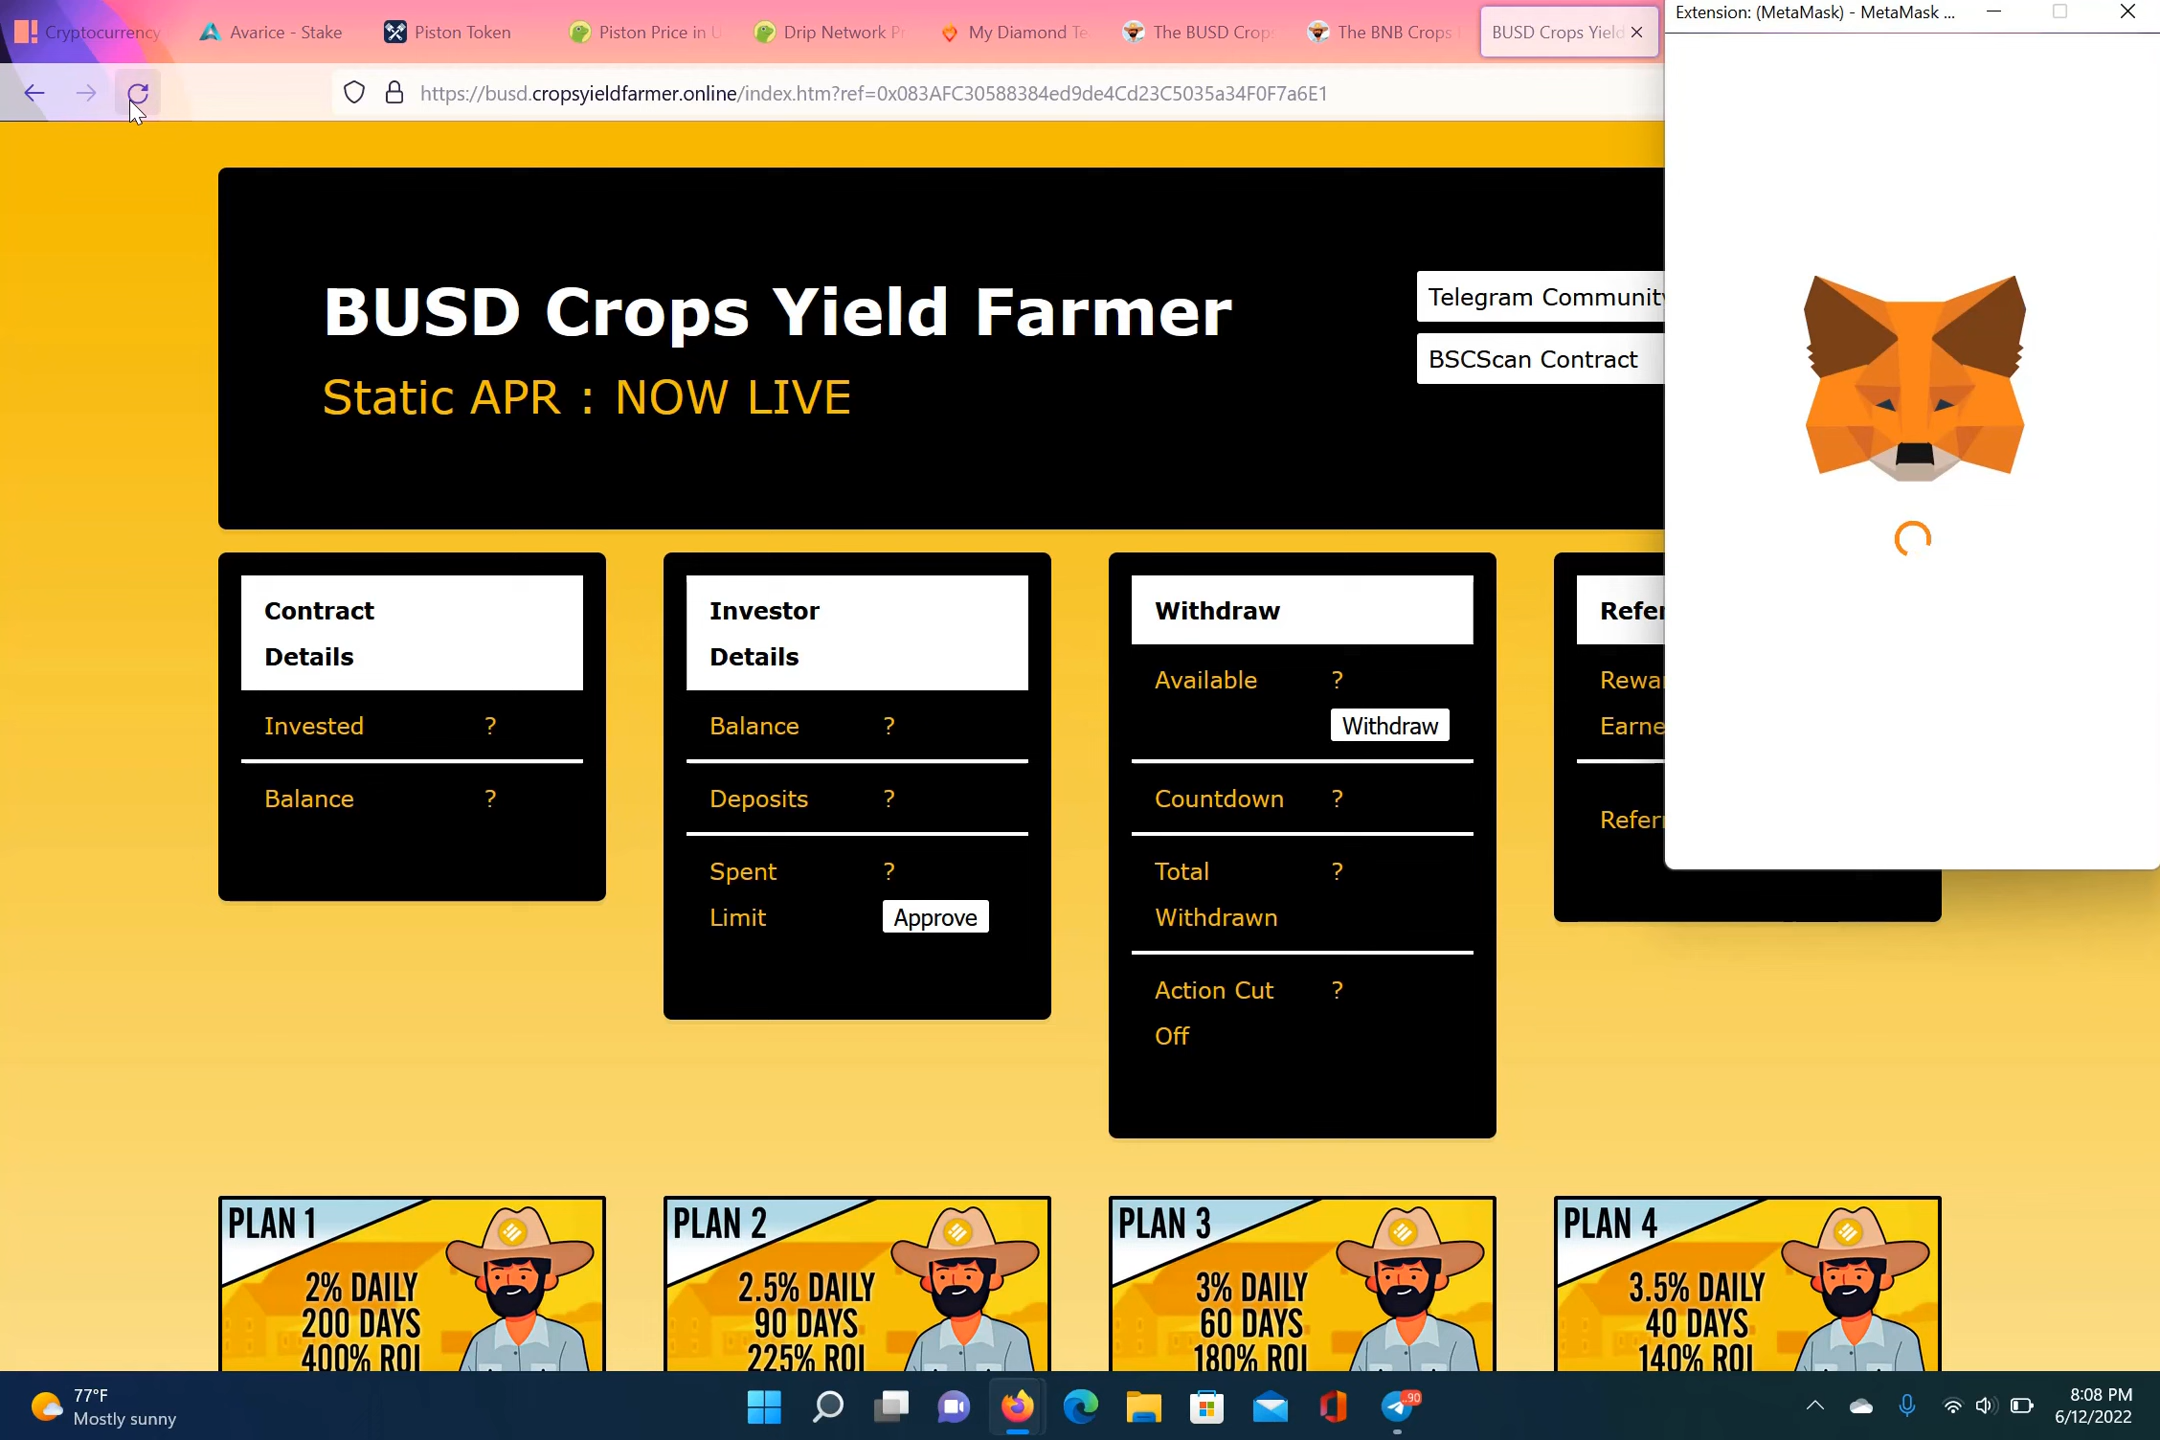 Cryptocurrency
Avarice - Stake
Piston Token
Piston Price in U
Drip Network Pr
My Diamond Te
The BUSD Crops
The BNB Crops
BUSD Crops Yield
Extension: (MetaMask) - MetaMask ...
https://busd.cropsyieldfarmer.online/index.htm?ref=0x083AFC30588384ed9de4Cd23C5035a34F0F7a6E1
BUSD Crops Yield Farmer
Static APR : NOW LIVE
Telegram Community
BSCScan Contract
Contract
Details
Invested ?
Balance ?
Investor
Details
Balance ?
Deposits ?
Spent ?
Limit
Approve
Withdraw
Available ?
Withdraw
Countdown ?
Total ?
Withdrawn
Action Cut ?
Off
Refer
Rewa
Earne
Referr
PLAN 1
2% DAILY
200 DAYS
400% ROI
PLAN 2
2.5% DAILY
90 DAYS
225% ROI
PLAN 3
3% DAILY
60 DAYS
180% ROI
PLAN 4
3.5% DAILY
40 DAYS
140% ROI
77°F
Mostly sunny
90
8:08 PM
6/12/2022